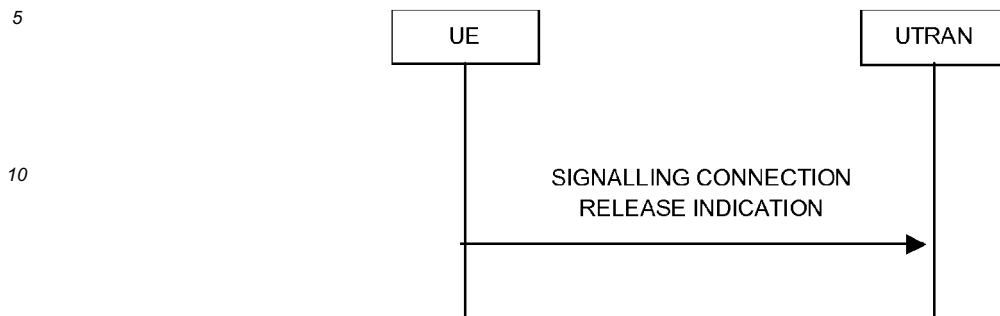 5
UE
UTRAN
10
SIGNALLING CONNECTION
RELEASE INDICATION